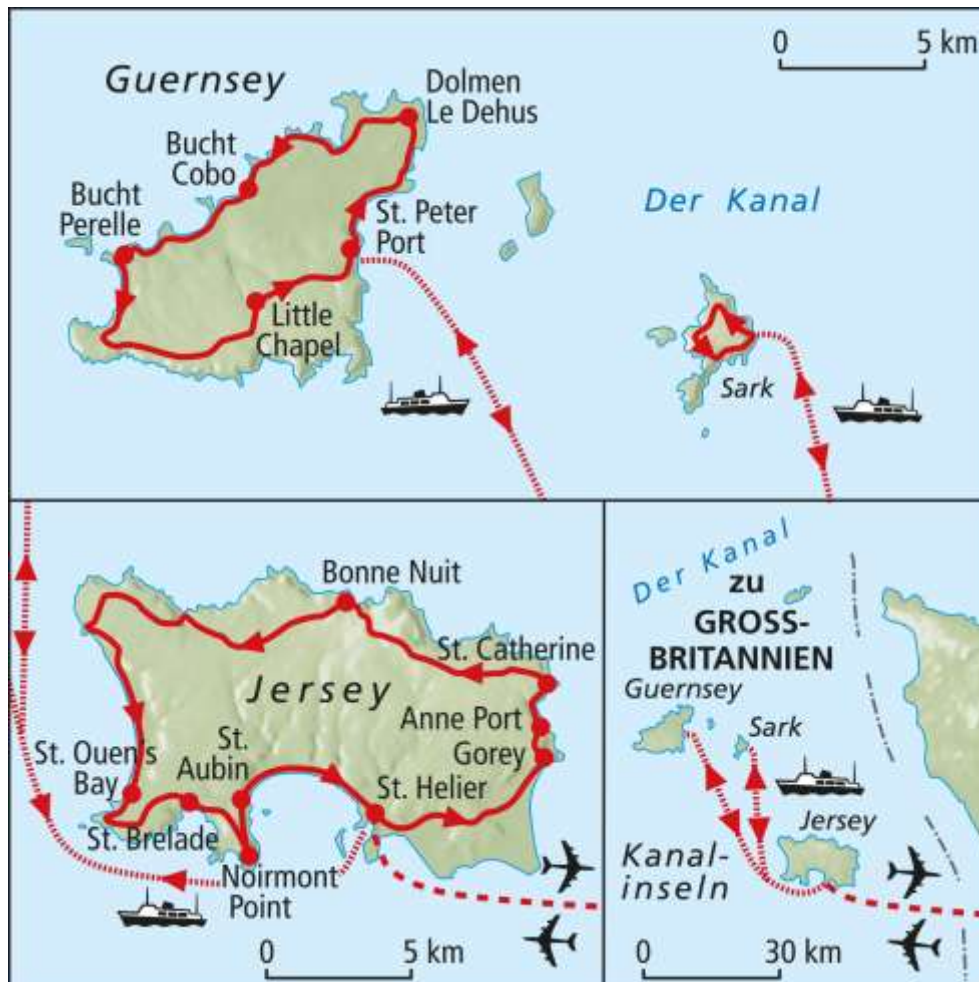 0 5 km
Guernsey
Dolmen
Le Dehus
Bucht
Cobo
Bucht
Perelle
St. Peter
Port
Der Kanal
Little
Chapel
Sark
Bonne Nuit
St. Catherine
Jersey
Anne Port
Gorey
St. Ouen's
Bay
St.
Aubin
St. Helier
St. Brelade
Noirmont
Point
0 5 km
Der Kanal
zu
GROSS-
BRITANNIEN
Guernsey
Sark
Jersey
Kanal-
inseln
0 30 km